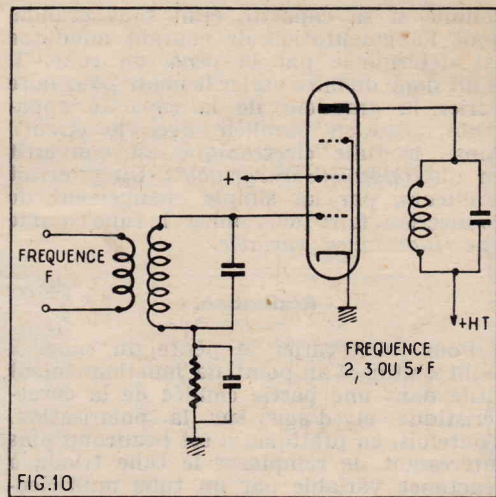 FREQUENCE
F
+
+HT
FREQUENCE
2,3 OU 5 x F
FIG.10